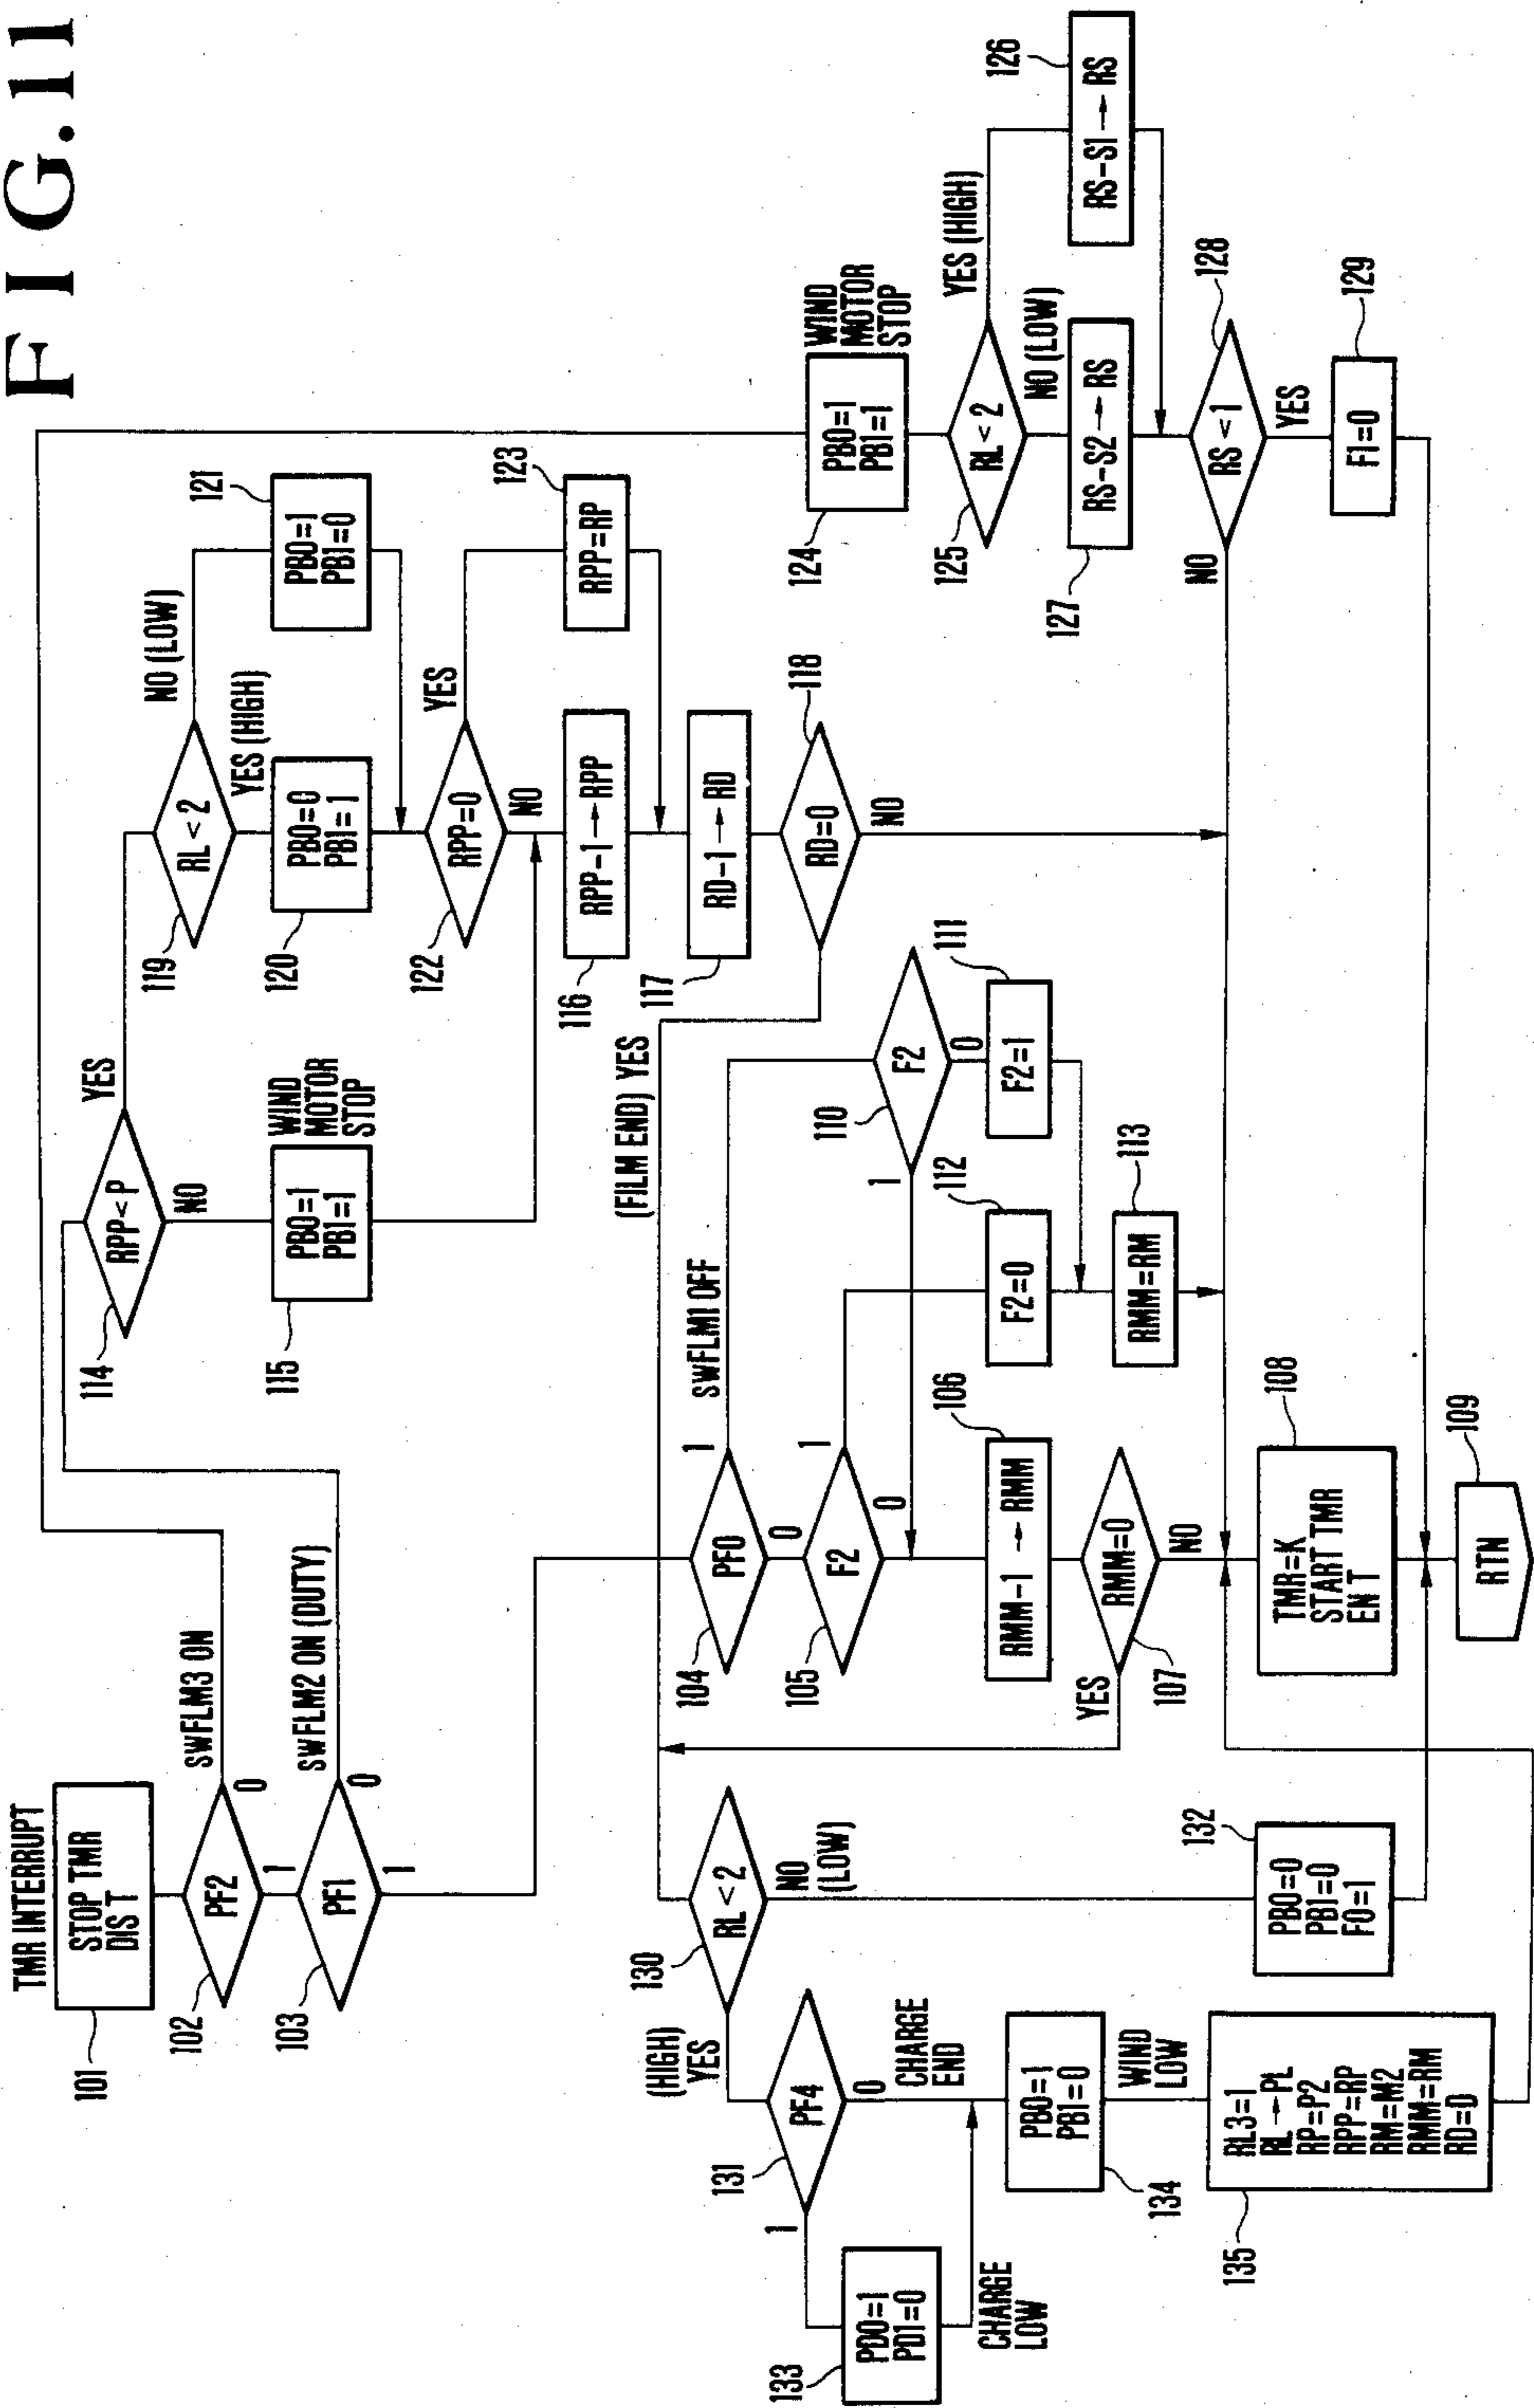 FIG.11
TMR INTERRUPT
STOP TMR
DIS T
101
PF2
102
SWFLM3 ON
0
1
PF1
103
SWFLM2 ON (DUTY)
0
1
RPP<P
114
YES
NO
PB0=1
PB1=1
115
WIND
MOTOR
STOP
RL<2
119
NO (LOW)
YES (HIGH)
PB0=0
PB1=1
120
PB0=1
PB1=0
121
RPP=0
122
YES
NO
RPP=RP
123
RPP-1→RPP
116
RD-1→RD
117
RD=0
118
NO
(FILM END) YES
PB0=1
PB1=1
124
WIND
MOTOR
STOP
RL<2
125
YES (HIGH)
NO (LOW)
RS-S1→RS
126
RS-S2→RS
127
RS<1
128
NO
YES
F1=0
129
PF0
104
1
SWFLM1 OFF
0
F2
105
1
0
F2
110
1
0
F2=1
111
F2=0
112
RMM=RM
113
RMM-1→RMM
106
RMM=0
107
YES
NO
TMR=K
START TMR
EN T
108
RTN
109
RL<2
130
(HIGH)
YES
NO
(LOW)
PF4
131
1
0
CHARGE
END
PB0=0
PB1=0
F0=1
132
PD0=1
PD1=0
133
CHARGE
LOW
PB0=1
PB1=0
134
WIND
LOW
RL3=1
RL→PL
RP=P2
RPP=RP
RM=M2
RMM=RM
RD=D
135